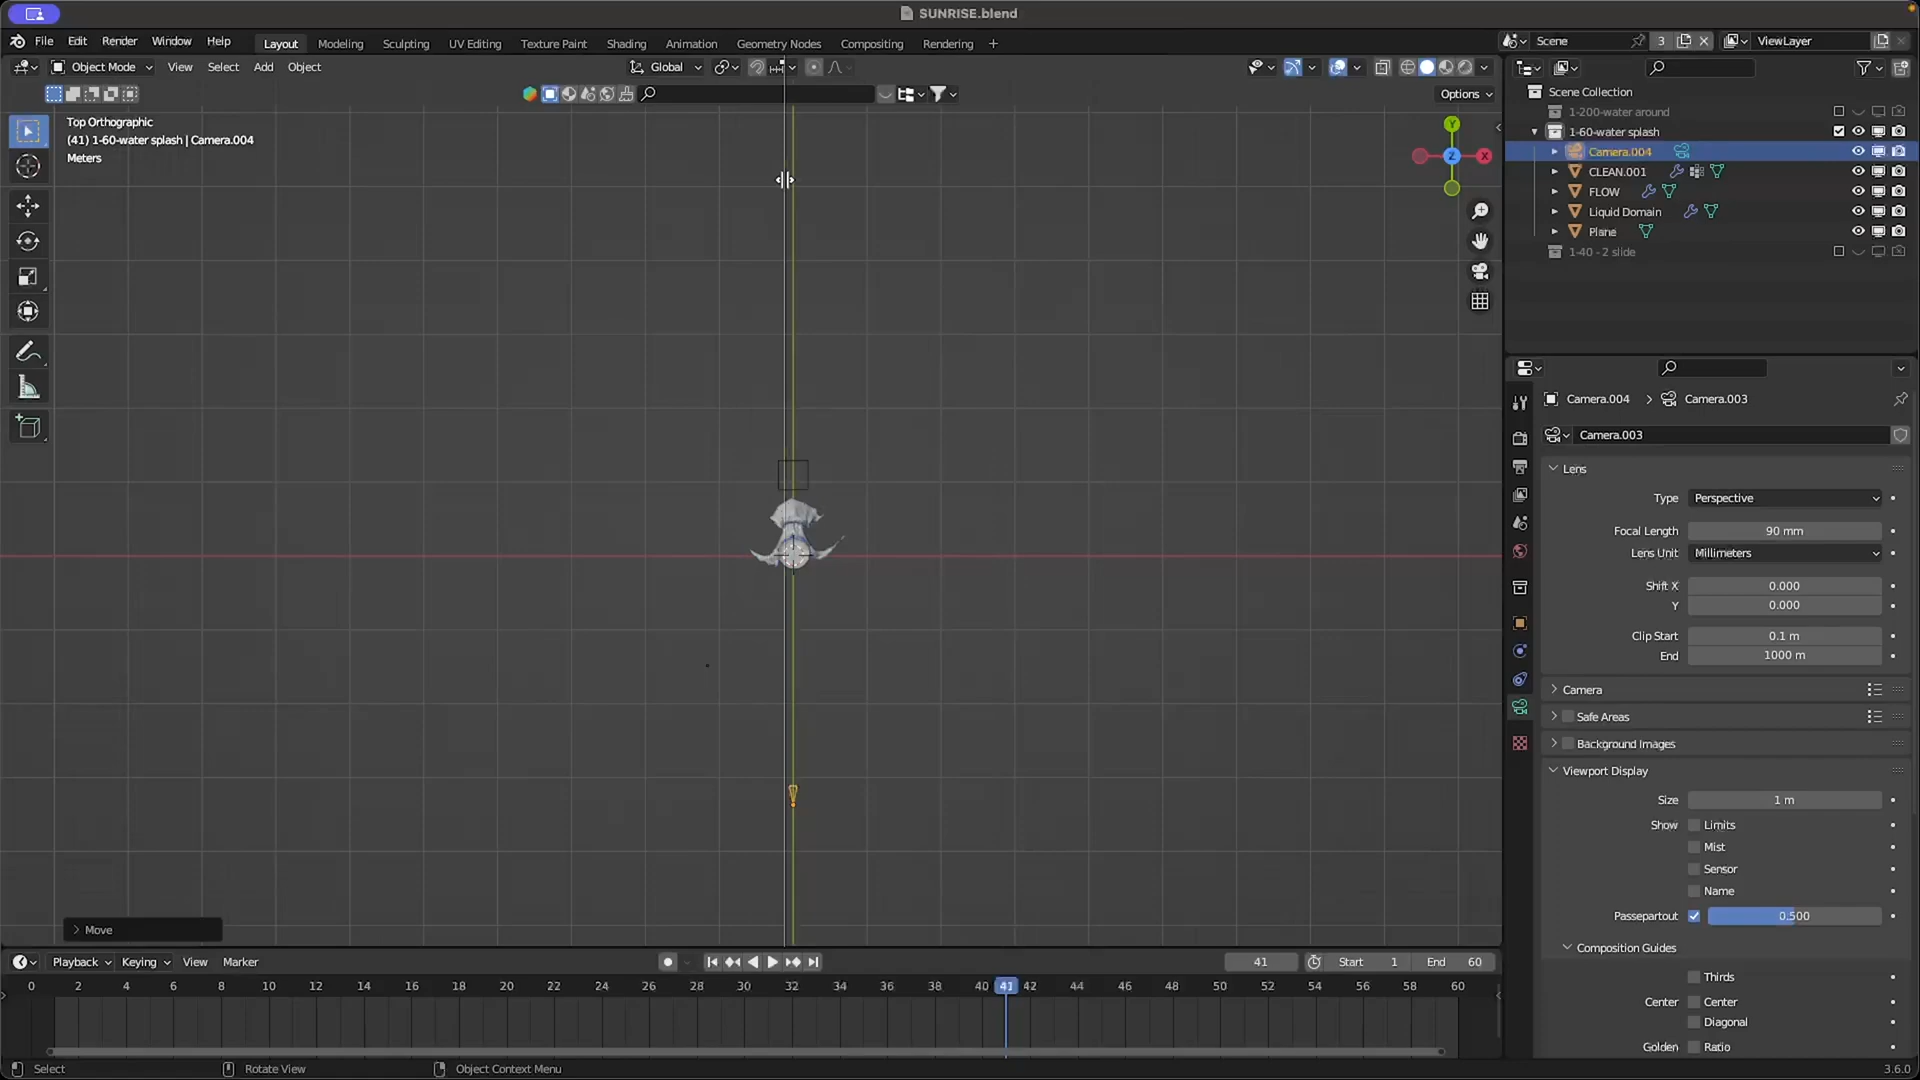 SUNRISE.blend
File Edit Render Window Help Layout Modeling Sculpting UV Editing Texture Paint Shading Animation Geometry Nodes Compositing Rendering + Scene 3 ViewLayer
Object Mode View Select Add Object Global
Options
Top Orthographic
(41) 1-60-water splash | Camera.004
Meters
Y
X
Z
Scene Collection
1-200-water around
1-60-water splash
Camera.004
CLEAN.001
FLOW
Liquid Domain
Plane
1-40 - 2 slide
Camera.004 > Camera.003
Camera.003
Lens
Type Perspective
Focal Length 90 mm
Lens Unit Millimeters
Shift X 0.000
Y 0.000
Clip Start 0.1 m
End 1000 m
Camera
Safe Areas
Background Images
Viewport Display
Size 1 m
Show Limits
Mist
Sensor
Name
Passepartout 0.500
Composition Guides
Thirds
Center Center
Diagonal
Golden Ratio
Move
Playback Keying View Marker 41 Start 1 End 60
0 2 4 6 8 10 12 14 16 18 20 22 24 26 28 30 32 34 36 38 40 41 42 44 46 48 50 52 54 56 58 60
Select Rotate View Object Context Menu 3.6.0